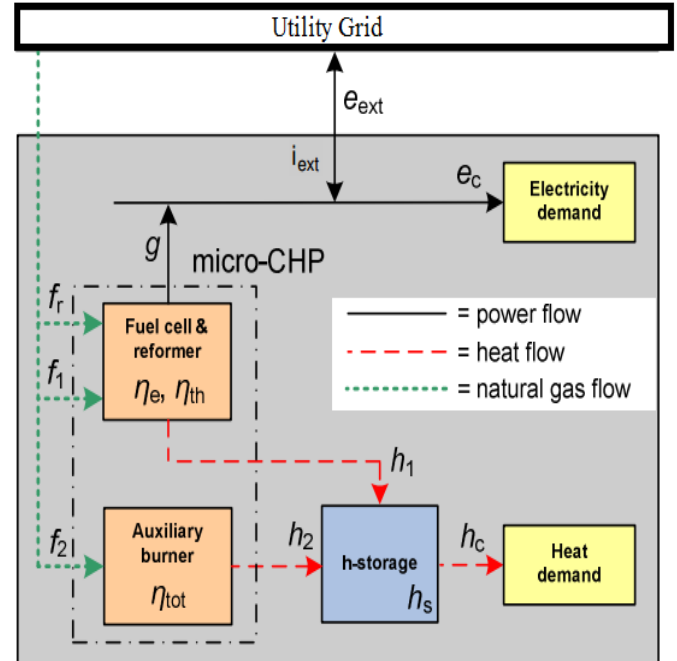 Utility Grid
e_ext
i_ext
e_c
Electricity
demand
g
micro-CHP
f_r
Fuel cell &
reformer
= power flow
= heat flow
f_1
η_e, η_th
= natural gas flow
h_1
f_2
Auxiliary
burner
η_tot
h_2
h-storage
h_s
h_c
Heat
demand